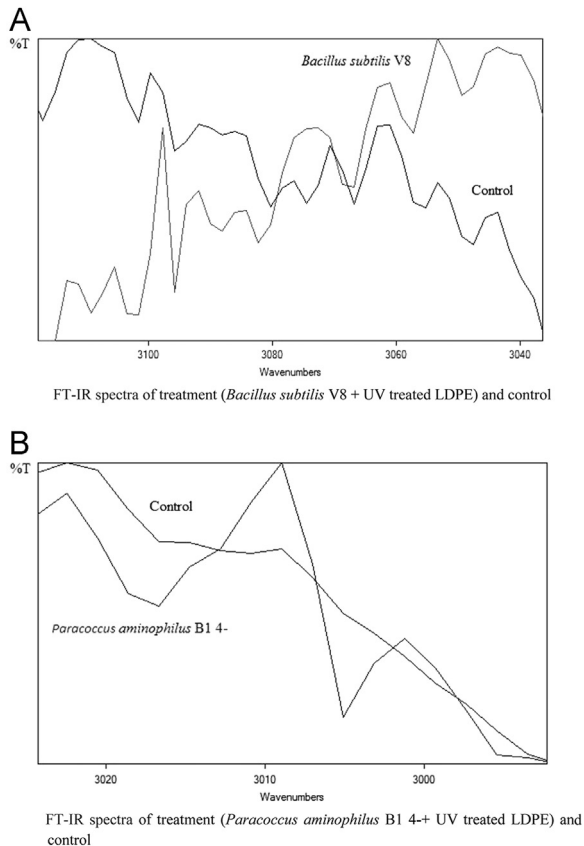 A
%T
Bacillus subtilis V8
Control
3100
3080
3060
3040
Wavenumbers
FT-IR spectra of treatment (Bacillus subtilis V8 + UV treated LDPE) and control
B
%T
Control
Paracoccus aminophilus B1 4-
3020
3010
3000
Wavenumbers
FT-IR spectra of treatment (Paracoccus aminophilus B1 4-+ UV treated LDPE) and
control